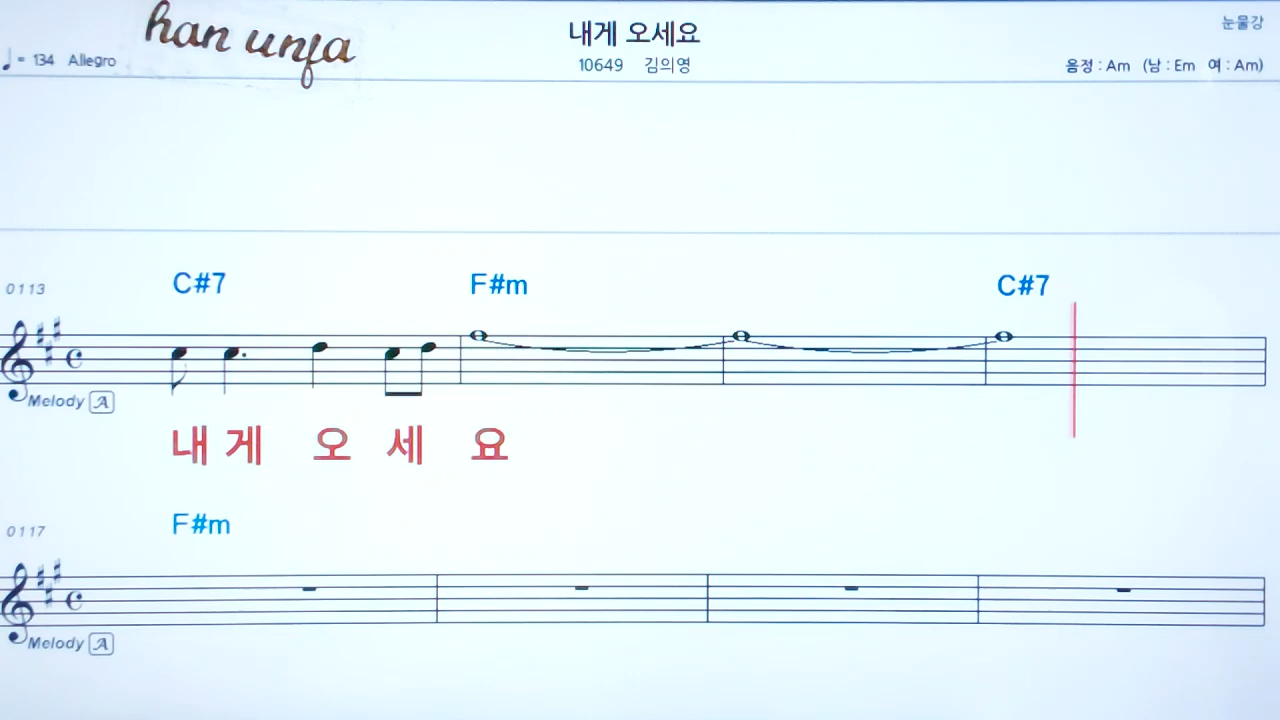 han unja
내게 오세요
눈물강
♩= 134 Allegro
10649 김의영
음정 : Am (남 : Em 여 : Am)
0113
C#7 F#m C#7
Melody A
내 게 오 세 요
0117
F#m
Melody A